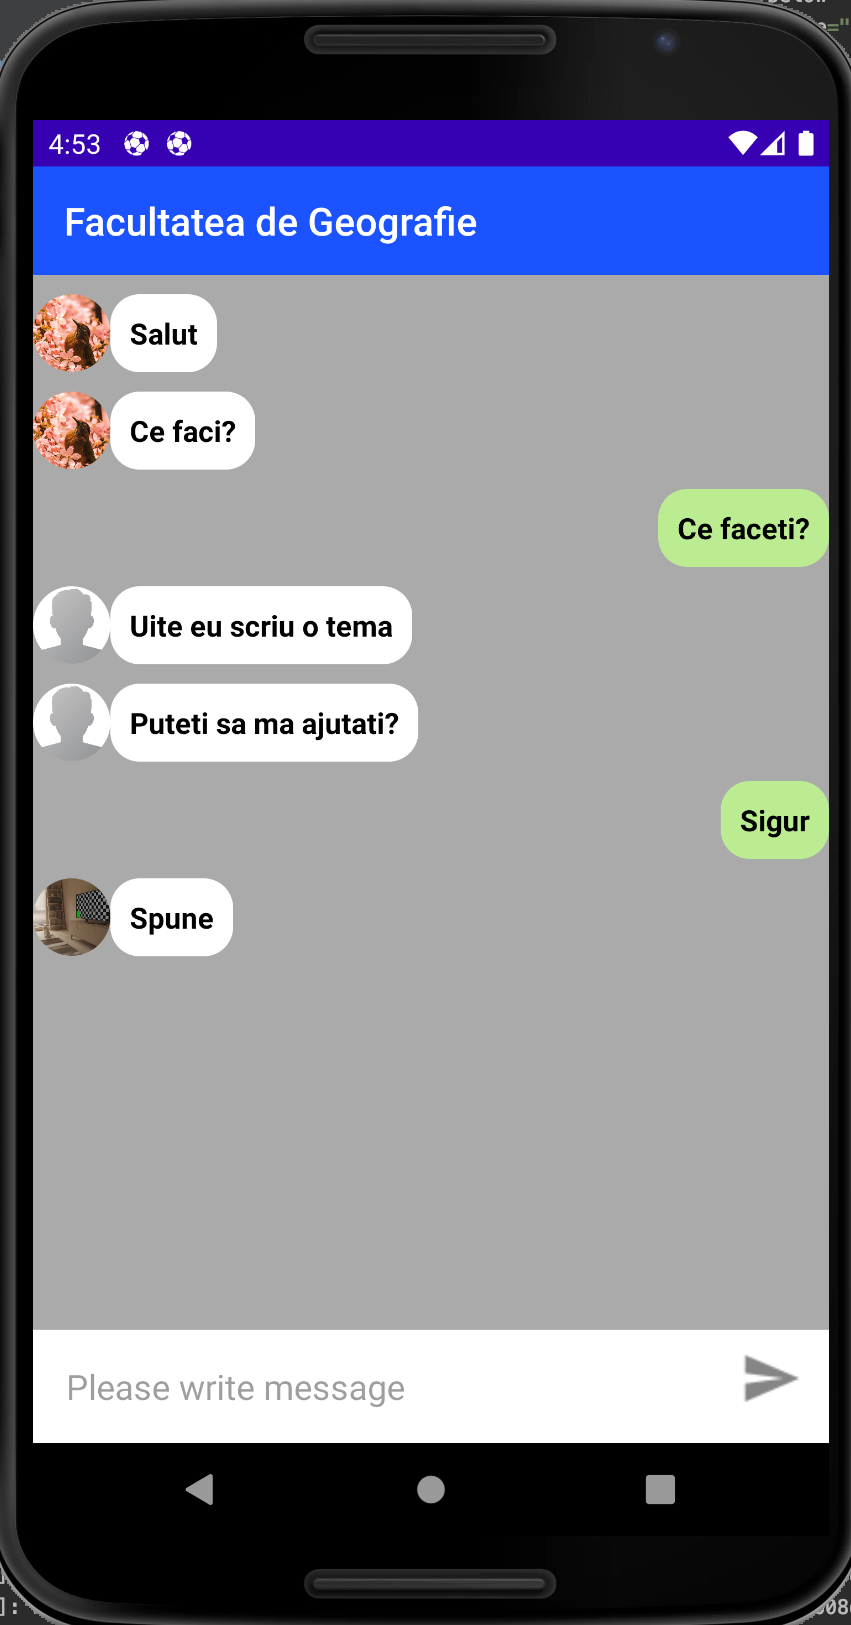 4:53
Facultatea de Geografie
Salut
Ce faci?
Ce faceti?
Uite eu scriu o tema
Puteti sa ma ajutati?
Sigur
Spune
Please write message